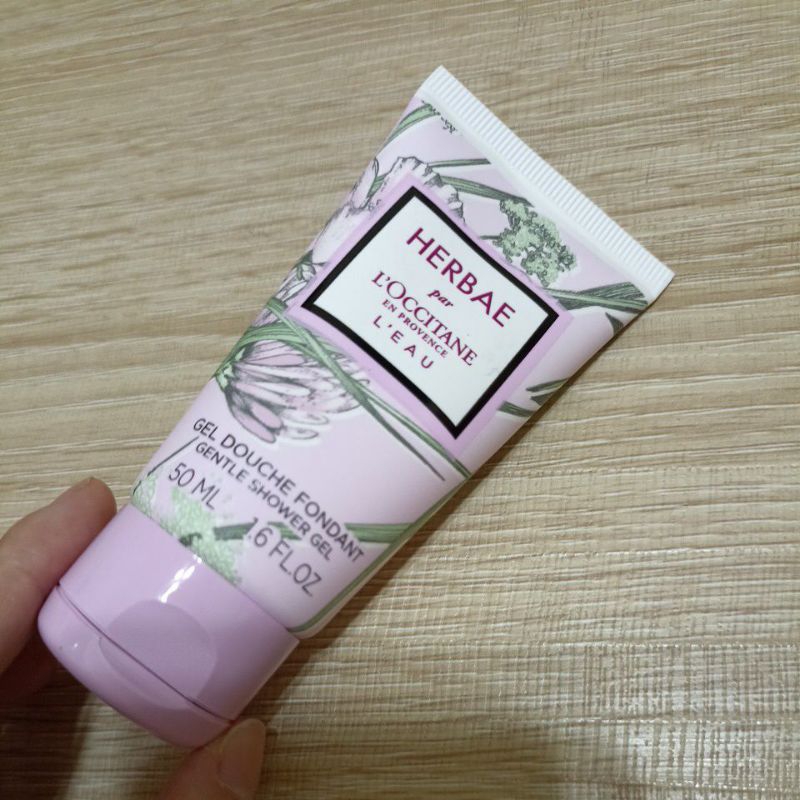 HERBAE
par
L'OCCITANE
EN PROVENCE
L'EAU
GEL DOUCHE FONDANT
GENTLE SHOWER GEL
50 ML 1.6 FL.OZ